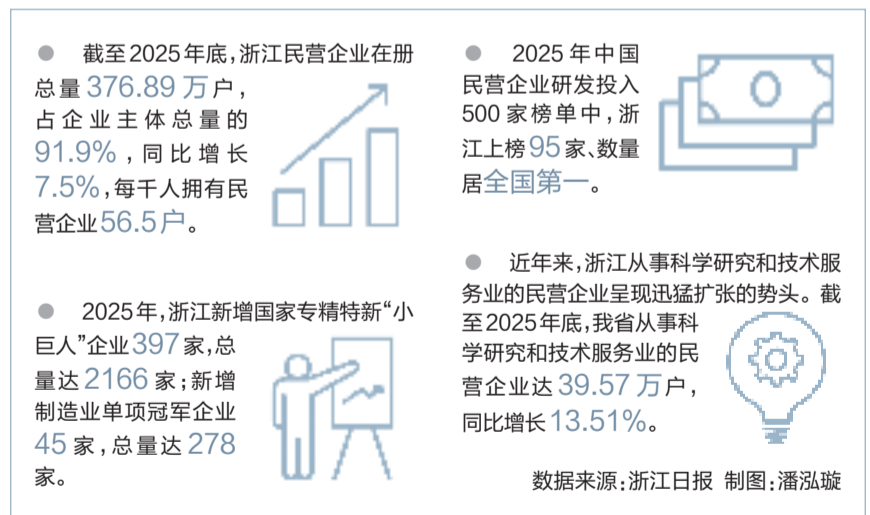 ● 截至2025年底,浙江民营企业在册
总量376.89万户,
占企业主体总量的
91.9%,同比增长
7.5%,每千人拥有民
营企业56.5户。
● 2025年,浙江新增国家专精特新“小
巨人”企业397家,总
量达2166家;新增
制造业单项冠军企业
45家,总量达278
家。
● 2025年中国
民营企业研发投入
500家榜单中,浙
江上榜95家、数量
居全国第一。
● 近年来,浙江从事科学研究和技术服
务业的民营企业呈现迅猛扩张的势头。截
至2025年底,我省从事科
学研究和技术服务业的民
营企业达39.57万户,
同比增长13.51%。
数据来源:浙江日报 制图:潘泓璇